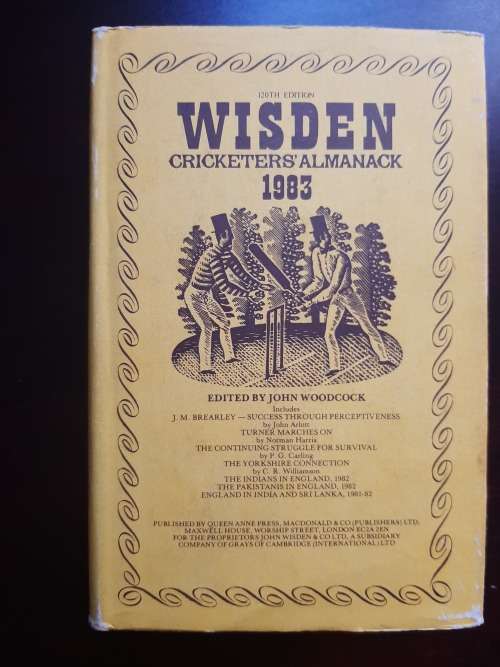 120TH EDITION
WISDEN
CRICKETERS' ALMANACK
1983
EDITED BY JOHN WOODCOCK
Includes
J. M. BREARLEY — SUCCESS THROUGH PERCEPTIVENESS
by John Arlott
TURNER MARCHES ON
by Norman Harris
THE CONTINUING STRUGGLE FOR SURVIVAL
by P. G. Carling
THE YORKSHIRE CONNECTION
by C. R. Williamson
THE INDIANS IN ENGLAND, 1982
THE PAKISTANIS IN ENGLAND, 1982
ENGLAND IN INDIA AND SRI LANKA, 1981-82
PUBLISHED BY QUEEN ANNE PRESS, MACDONALD & CO (PUBLISHERS) LTD,
MAXWELL HOUSE, WORSHIP STREET, LONDON EC2A 2EN
FOR THE PROPRIETORS JOHN WISDEN & CO LTD, A SUBSIDIARY
COMPANY OF GRAYS OF CAMBRIDGE (INTERNATIONAL) LTD